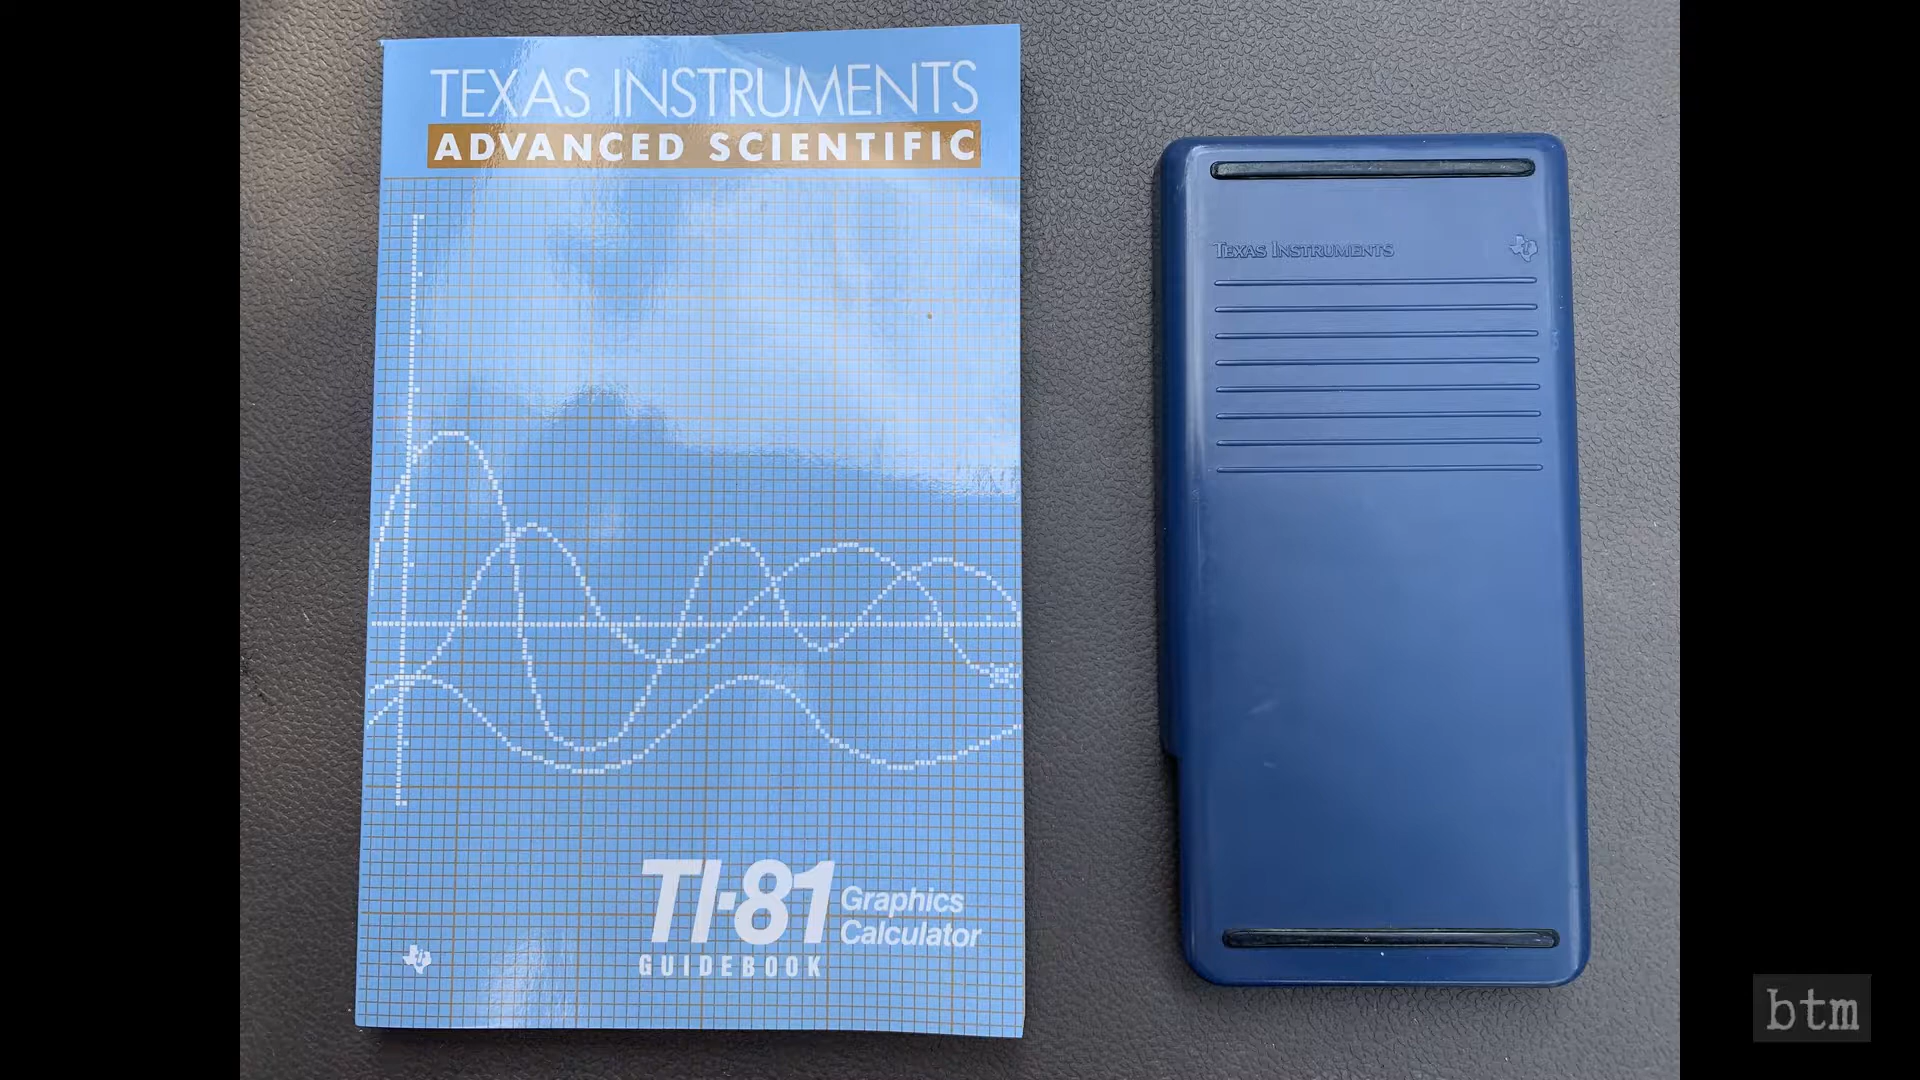 TEXAS INSTRUMENTS
ADVANCED SCIENTIFIC
TI-81 Graphics
Calculator
GUIDEBOOK
TEXAS INSTRUMENTS
btm